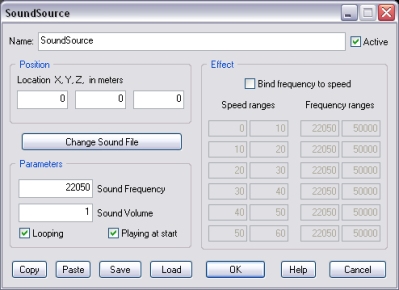 SoundSource
Name: SoundSource Active
Position
Location X, Y, Z, in meters
0 0 0
Change Sound File
Parameters
22050 Sound Frequency
1 Sound Volume
Looping Playing at start
Effect
Bind frequency to speed
Speed ranges Frequency ranges
0 10 22050 50000
10 20 22050 50000
20 30 22050 50000
30 40 22050 50000
40 50 22050 50000
50 60 22050 50000
Copy Paste Save Load OK Help Cancel